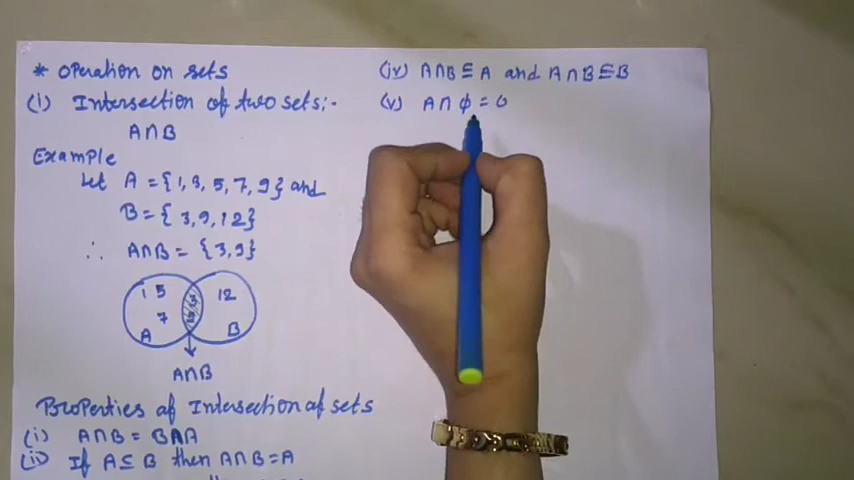 * Operation on sets
(i) Intersection of two sets:-
A∩B
Example
Let A = {1, 3, 5, 7, 9} and
B = { 3, 9, 12}
∴ A∩B = {3, 9}
1 5 12
7
A B
A∩B
Properties of Intersection of sets
(i) A∩B = B∩A
(ii) If A ⊆ B then A∩B = A
(iv) A∩B ⊆ A and A∩B ⊆ B
(v) A∩ϕ = 0